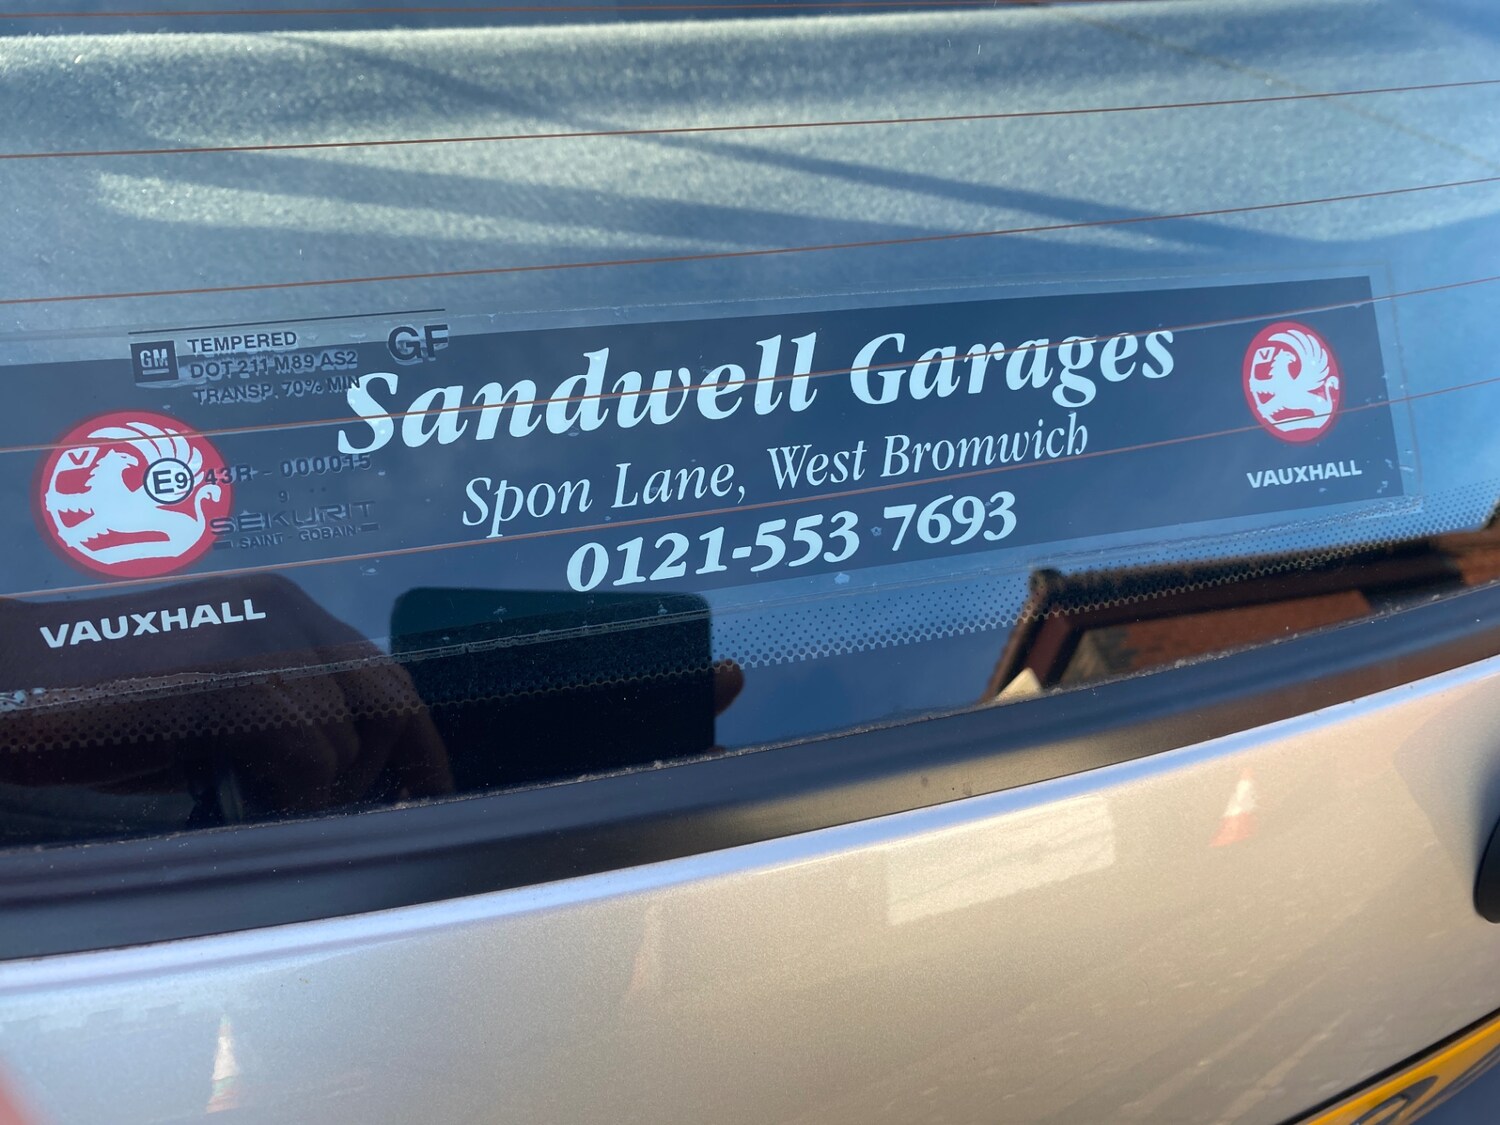 GM
TEMPERED
DOT 211 M89 AS2
TRANSP. 70% MIN
GF
Sandwell Garages
Spon Lane, West Bromwich
0121-553 7693
V
E9
43R - 000015
9 ..
SEKURIT
SAINT - GOBAIN
VAUXHALL
V
VAUXHALL